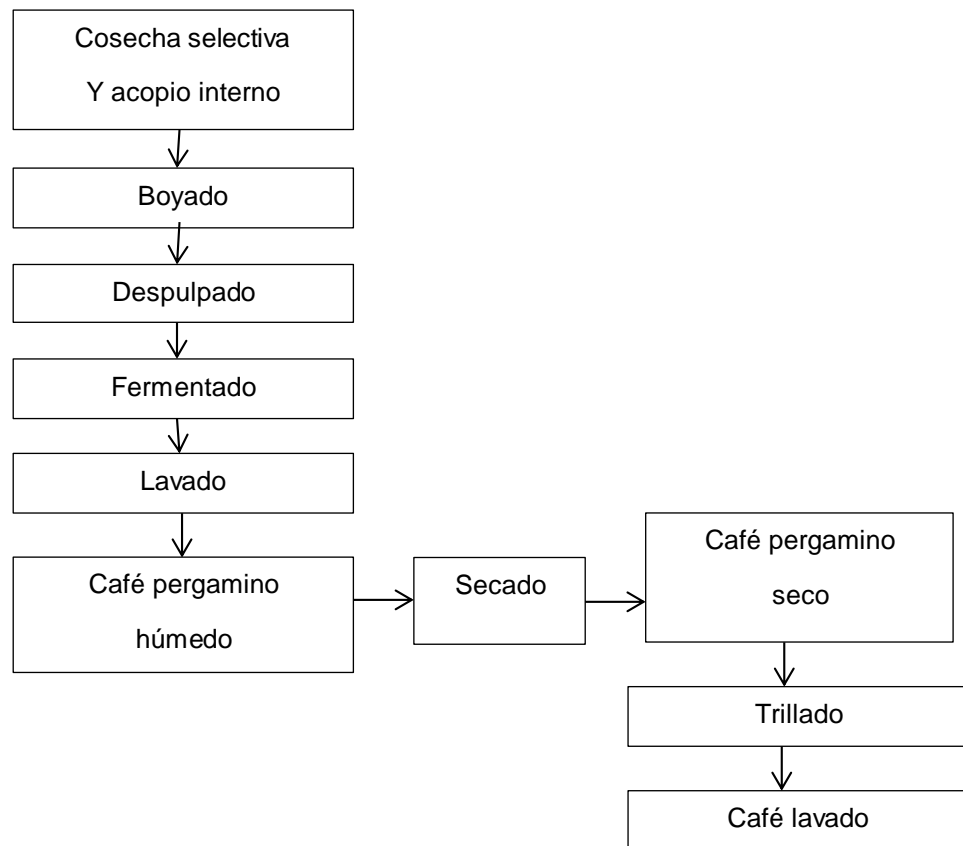 Cosecha selectiva
Y acopio interno
Boyado
Despulpado
Fermentado
Lavado
Café pergamino
húmedo
Secado
Café pergamino
seco
Trillado
Café lavado